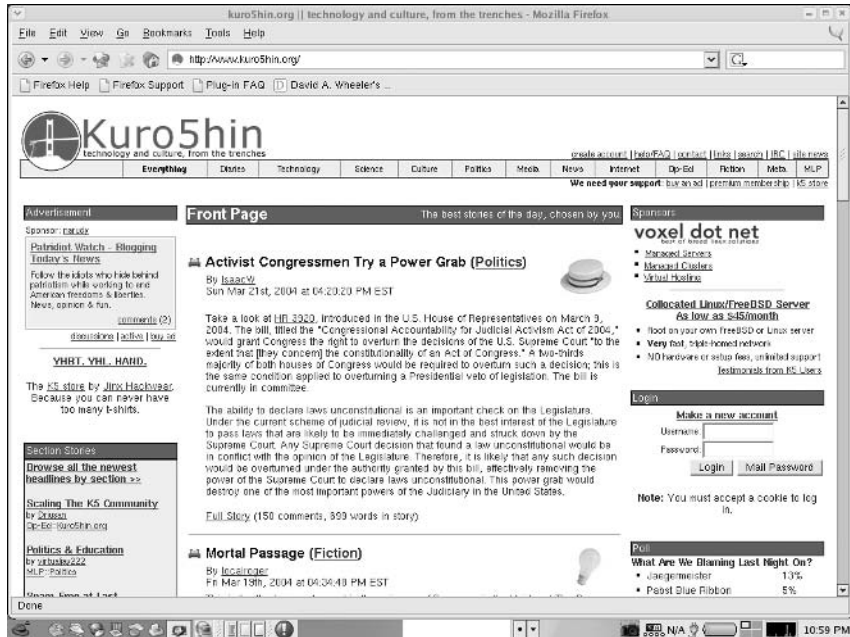 kuro5hin.org || technology and culture, from the trenches - Mozilla Firefox
File Edit View Go Bookmarks Tools Help
http://www.kuro5hin.org/
Firefox Help Firefox Support Plug-in FAQ David A. Wheeler's ...
Kuro5hin
technology and culture, from the trenches
create account | help/FAQ | contact | links | search | IRC | site news
Everything Diaries Technology Science Culture Politics Media News Internet Op-Ed Fiction Meta MLP
We need your support: buy an ad | premium membership | k5 store
Advertisement
Sponsor: rarudy
Patridiot Watch - Blogging
Today's News
Follow the idiots who hide behind
patriotism while working to end
American freedoms & liberties.
News, opinion & fun.
comments (2)
discussions | active | buy ad
YHBT. YHL. HAND.
The K5 store by Jinx Hackwear.
Because you can never have
too many t-shirts.
Section Stories
Browse all the newest
headlines by section >>
Scaling The K5 Community
by Driusan
Op-Ed::Kuro5hin.org
Politics & Education
by virtualjay222
MLP::Politics
Spam Free at Last
Front Page The best stories of the day, chosen by you
Activist Congressmen Try a Power Grab (Politics)
By IsaacW
Sun Mar 21st, 2004 at 04:20:20 PM EST
Take a look at HR 3920, introduced in the U.S. House of Representatives on March 9,
2004. The bill, titled the "Congressional Accountability for Judicial Activism Act of 2004,"
would grant Congress the right to overturn the decisions of the U.S. Supreme Court "to the
extent that [they concern] the constitutionality of an Act of Congress." A two-thirds
majority of both houses of Congress would be required to overturn such a decision; this is
the same condition applied to overturning a Presidential veto of legislation. The bill is
currently in committee.
The ability to declare laws unconstitutional is an important check on the Legislature.
Under the current scheme of judicial review, it is not in the best interest of the Legislature
to pass laws that are likely to be immediately challenged and struck down by the
Supreme Court. Any Supreme Court decision that found a law unconstitutional would be
in conflict with the opinion of the Legislature. Therefore, it is likely that any such decision
would be overturned under the authority granted by this bill, effectively removing the
power of the Supreme Court to declare laws unconstitutional. This power grab would
destroy one of the most important powers of the Judiciary in the United States.
Full Story (150 comments, 899 words in story)
Mortal Passage (Fiction)
By localroger
Fri Mar 19th, 2004 at 04:34:48 PM EST
Sponsors
voxel dot net
best of breed linux solutions
Managed Servers
Managed Clusters
Virtual Hosting
Collocated Linux/FreeBSD Server
As low as $45/month
Root on your own FreeBSD or Linux server
Very fast, triple-homed network
NO hardware or setup fees, unlimited support
Testimonials from K5 Users
Login
Make a new account
Username:
Password:
Login Mail Password
Note: You must accept a cookie to log
in.
Poll
What Are We Blaming Last Night On?
Jaegermeister 13%
Pabst Blue Ribbon 5%
Done
N/A 10:59 PM